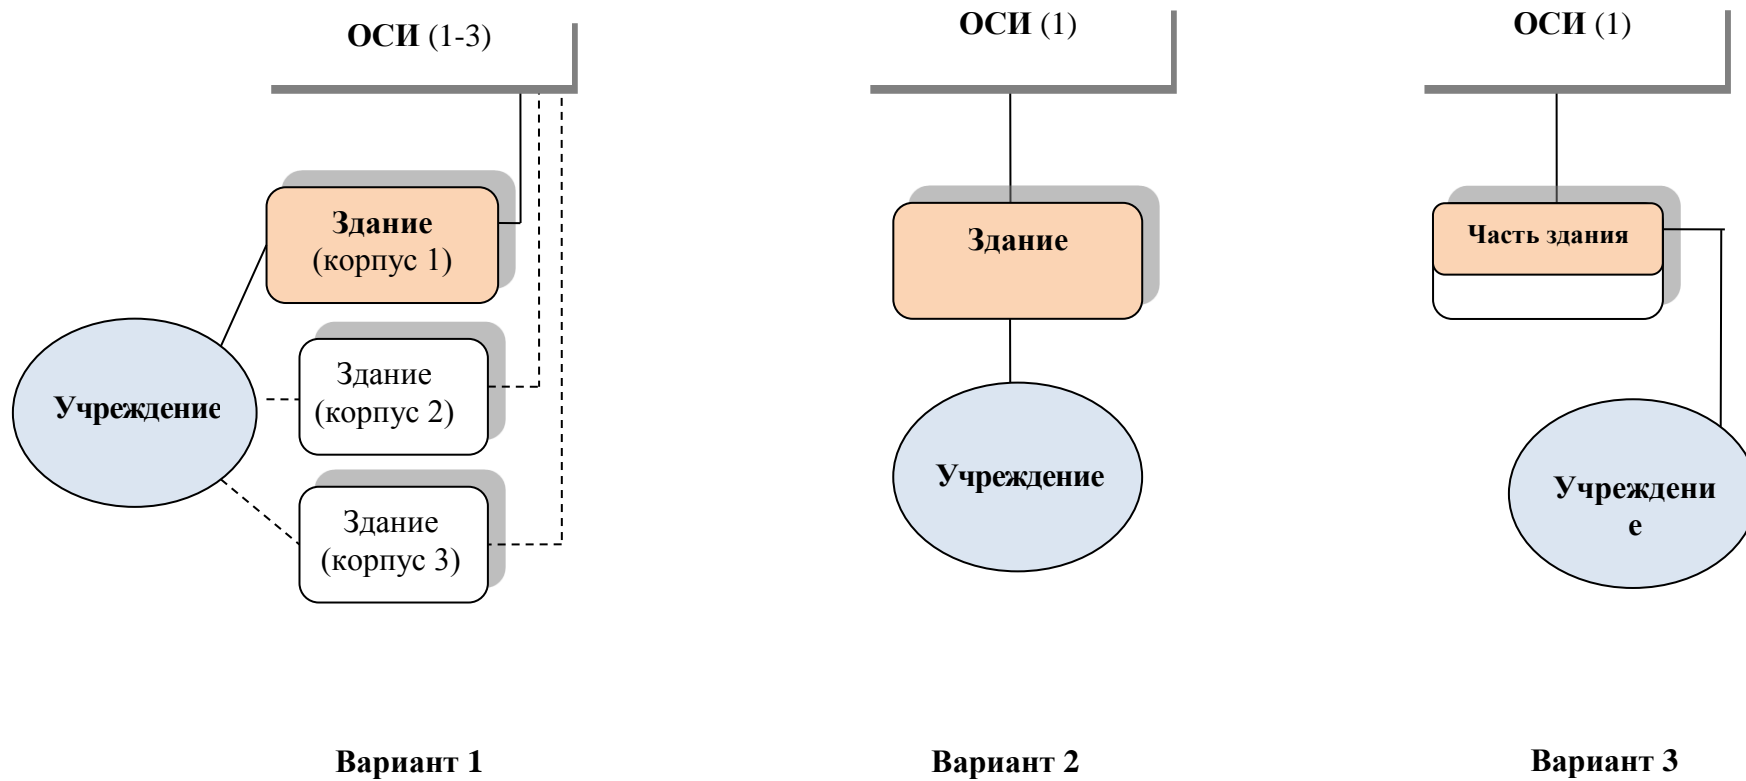 ОСИ (1-3)
Здание
(корпус 1)
Учреждение
Здание
(корпус 2)
Здание
(корпус 3)
Вариант 1
ОСИ (1)
Здание
Учреждение
Вариант 2
ОСИ (1)
Часть здания
Учреждени
е
Вариант 3